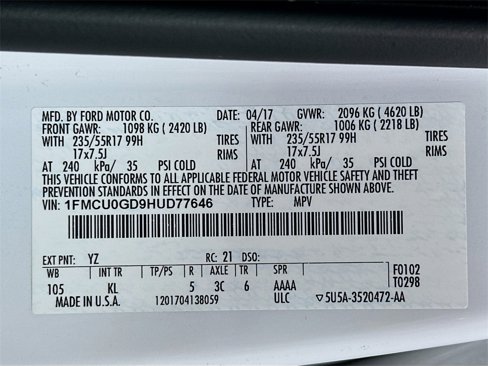 MFD. BY FORD MOTOR CO. DATE: 04/17 GVWR: 2096 KG ( 4620 LB)
FRONT GAWR: 1098 KG ( 2420 LB) REAR GAWR: 1006 KG ( 2218 LB)
WITH 235/55R17 99H TIRES WITH 235/55R17 99H TIRES
17x7.5J RIMS 17x7.5J RIMS
AT 240 kPa/ 35 PSI COLD AT 240 kPa/ 35 PSI COLD
THIS VEHICLE CONFORMS TO ALL APPLICABLE FEDERAL MOTOR VEHICLE SAFETY AND
THEFT PREVENTION STANDARDS IN EFFECT ON THE DATE OF MANUFACTURE SHOWN ABOVE.
VIN: 1FMCU0GD9HUD77646 TYPE: MPV
EXT PNT: YZ RC: 21 DSO:
WB INT TR TP/PS R AXLE TR SPR F0102
105 KL 5 3C 6 AAAA T0298
MADE IN U.S.A. 1201704138059 ULC ▽5U5A-3520472-AA